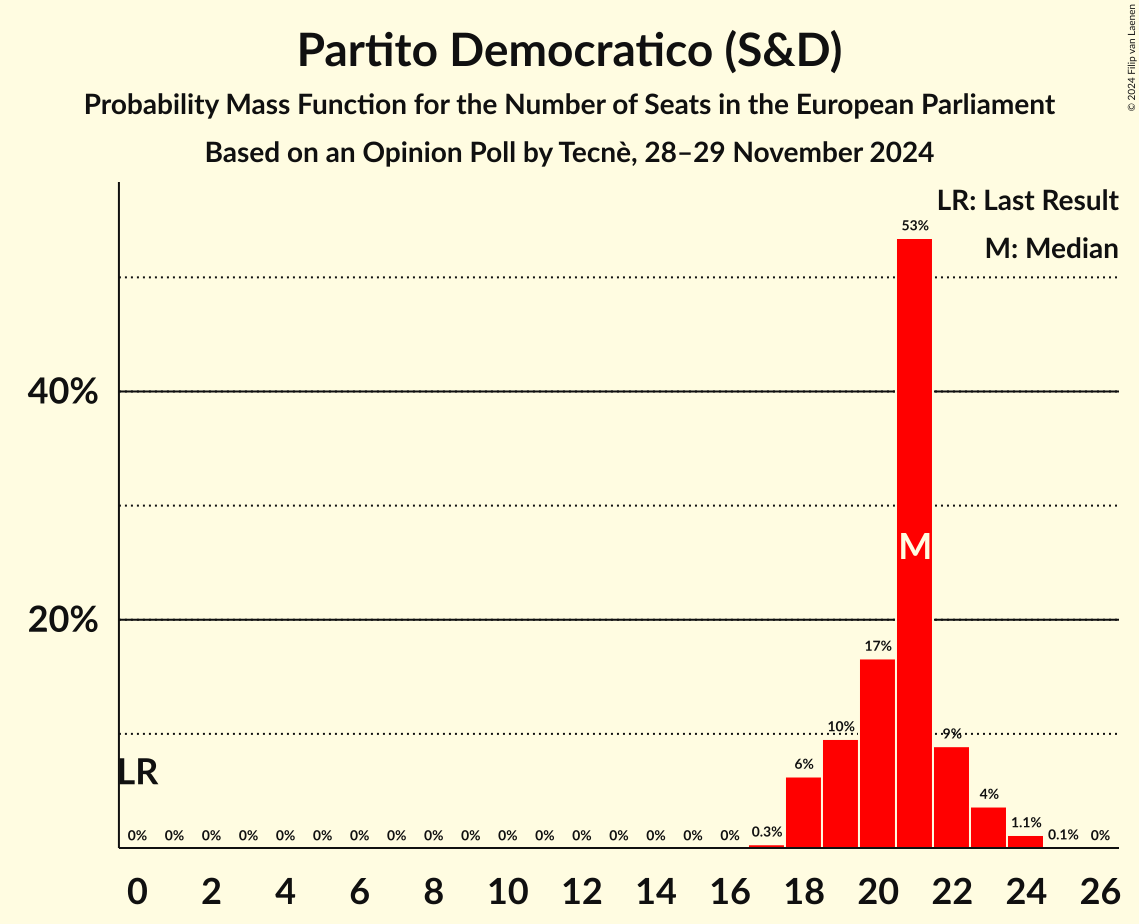 Partito Democratico (S&D)
Probability Mass Function for the Number of Seats in the European Parliament
Based on an Opinion Poll by Tecnè, 28–29 November 2024
© 2024 Filip van Laenen
LR: Last Result
M: Median
53%
40%
M
20%
17%
10%
9%
6%
4%
LR
0% 0% 0% 0% 0% 0% 0% 0% 0% 0% 0% 0% 0% 0% 0% 0% 0% 0.3% 1.1% 0.1% 0%
0 2 4 6 8 10 12 14 16 18 20 22 24 26